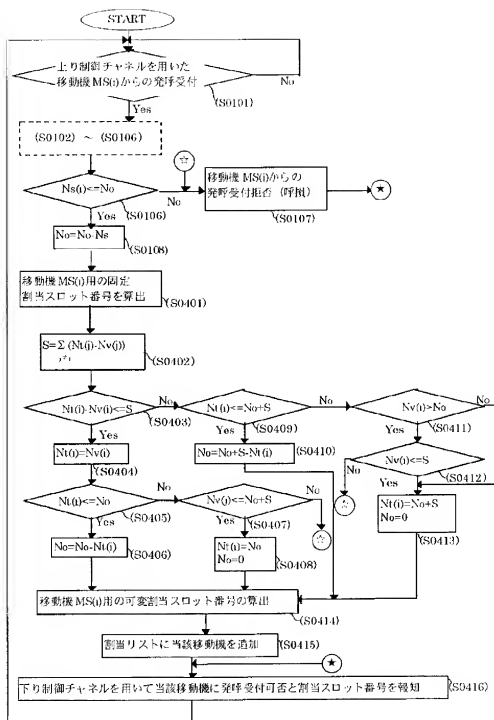 START
上り制御チャネルを用いた
移動機MS(i)からの発呼受付
No
(S0101)
Yes
(S0102) ～ (S0106)
☆
Ns(i)<=No
No
移動機MS(i)からの
発呼受付拒否（呼損）
★
(S0106)
(S0107)
Yes
No=No-Ns
(S0108)
移動機MS(i)用の固定
割当スロット番号を算出
(S0401)
S=Σ (Nt(j)-Nv(j))
(S0402)
Nt(i)-Nv(i)<=S
No
(S0403)
Nt(i)<=No+S
No
(S0409)
Nv(i)>No
No
(S0411)
Yes
Nt(i)=Nv(i)
(S0404)
Yes
No=No+S-Nt(i)
(S0410)
Yes
Nv(i)<=S
No
(S0412)
☆
Yes
Nt(i)=No+S
No=0
(S0413)
Nt(i)<=No
No
(S0405)
Nv(j)<=No+S
No
(S0407)
☆
Yes
No=No-Nt(i)
(S0406)
Yes
Nt(i)=No
No=0
(S0408)
移動機MS(i)用の可変割当スロット番号の算出
(S0414)
割当リストに当該移動機を追加
(S0415)
★
下り制御チャネルを用いて当該移動機に発呼受付可否と割当スロット番号を報知
(S0416)